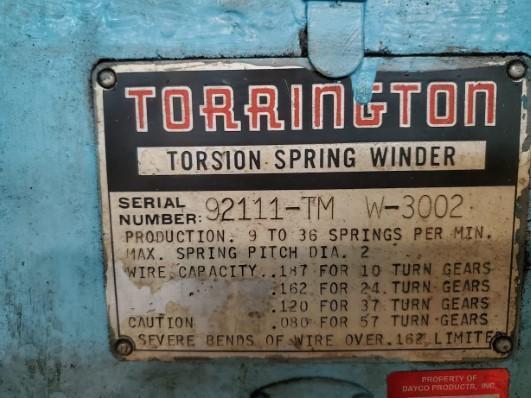 TORRINGTON
TORSION SPRING WINDER
SERIAL NUMBER: 92111-TM W-3002
PRODUCTION. 9 TO 36 SPRINGS PER MIN.
MAX. SPRING PITCH DIA. 2
WIRE CAPACITY..187 FOR 10 TURN GEARS
.162 FOR 24 TURN GEARS
.120 FOR 37 TURN GEARS
CAUTION .080 FOR 57 TURN GEARS
SEVERE BENDS OF WIRE OVER .162 LIMITED
PROPERTY OF
DAYCO PRODUCTS, INC.